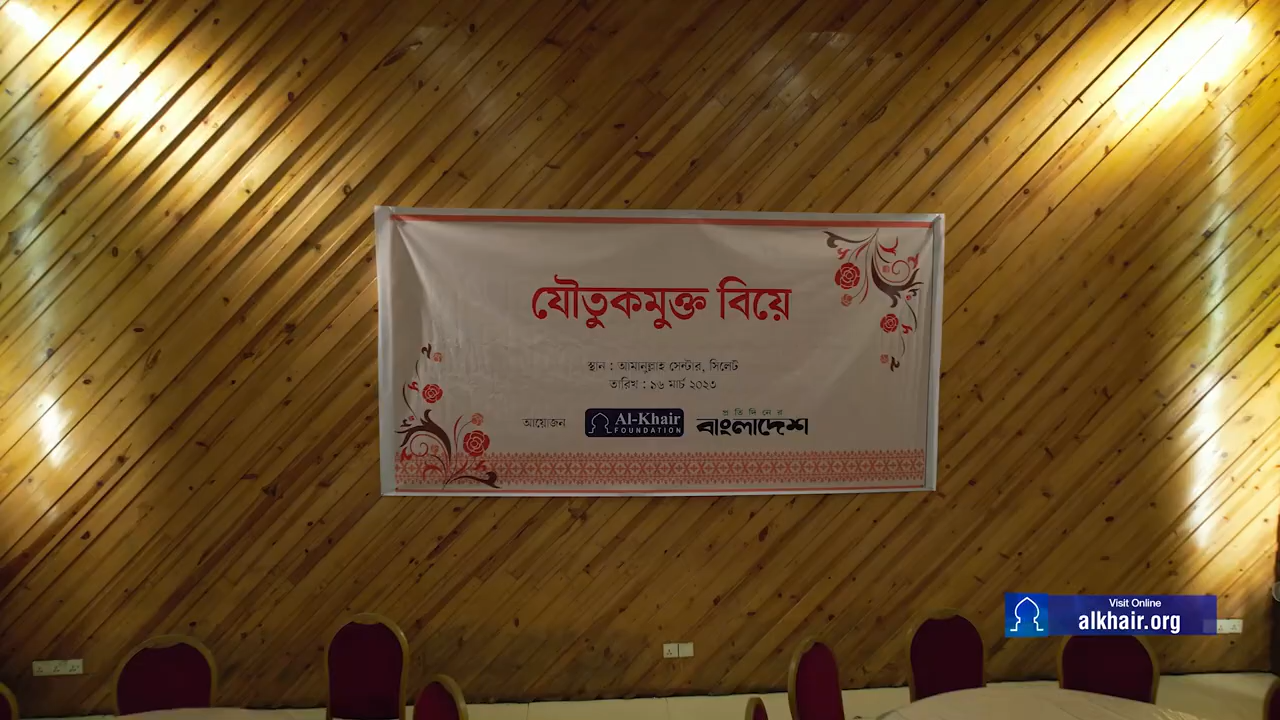 যৌতুকমুক্ত বিয়ে
স্থান : আমানুল্লাহ সেন্টার, সিলেট
তারিখ : ১৬ মার্চ ২০২৩
আয়োজন
Al-Khair
FOUNDATION
প্রতিদিনের
বাংলাদেশ
Visit Online
alkhair.org